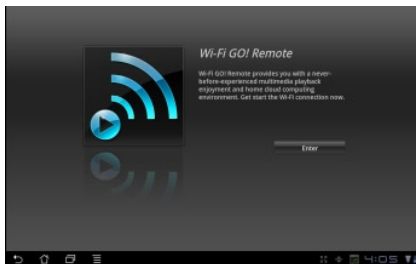 Wi-Fi GO! Remote
Wi-Fi GO! Remote provides you with a never-
before-experienced multimedia playback
enjoyment and home cloud computing
environment. Get start the Wi-Fi connection now.
Enter
4:05